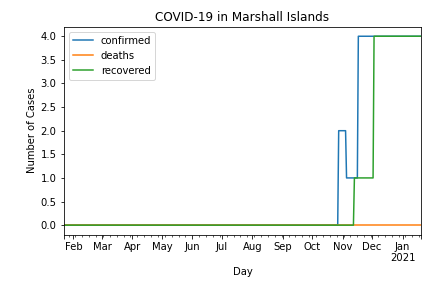 COVID-19 in Marshall Islands
confirmed
deaths
recovered
Number of Cases
4.0
3.5
3.0
2.5
2.0
1.5
1.0
0.5
0.0
Feb Mar Apr May Jun Jul Aug Sep Oct Nov Dec Jan
2021
Day